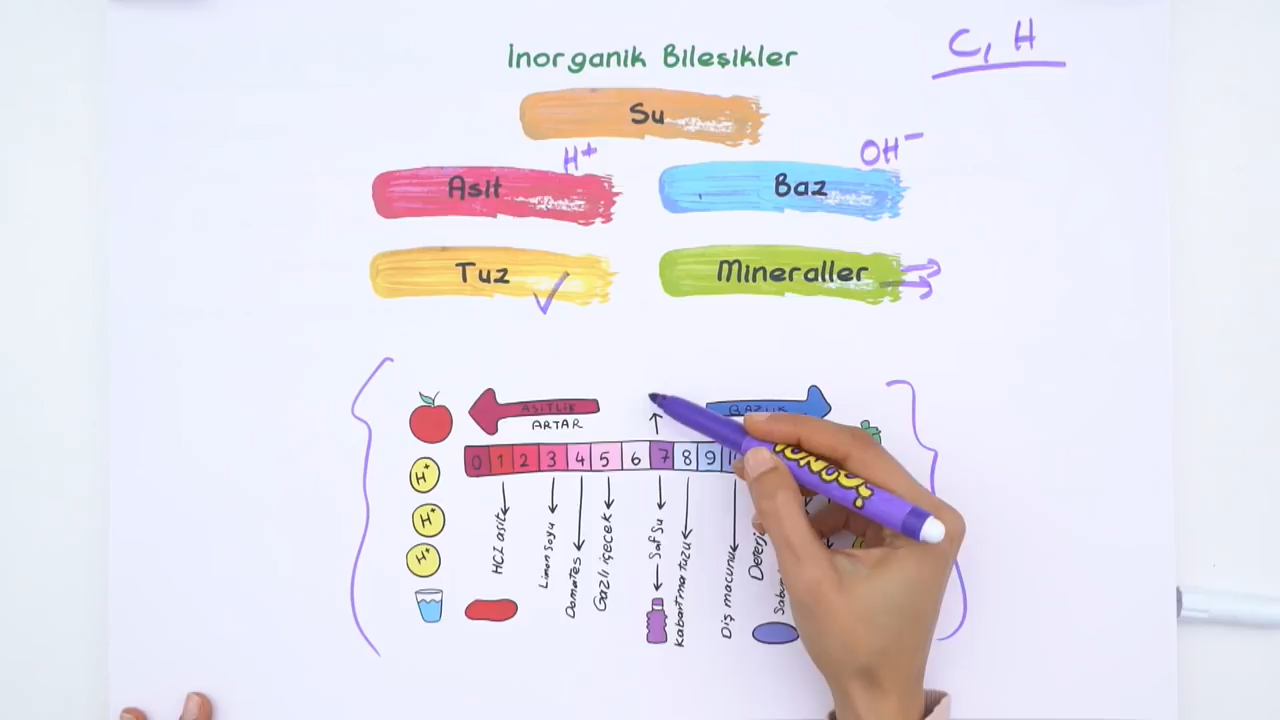 İnorganik Bileşikler
C, H
Su
H+
OH-
Asit
Baz
Tuz
Mineraller
ASİTLİK
ARTAR
BAZLIK
0 1 2 3 4 5 6 7 8 9
H+
H+
H+
HCl asit
Limon suyu
Domates
Gazlı içecek
Saf su
Kabartma tuzu
Diş macunu